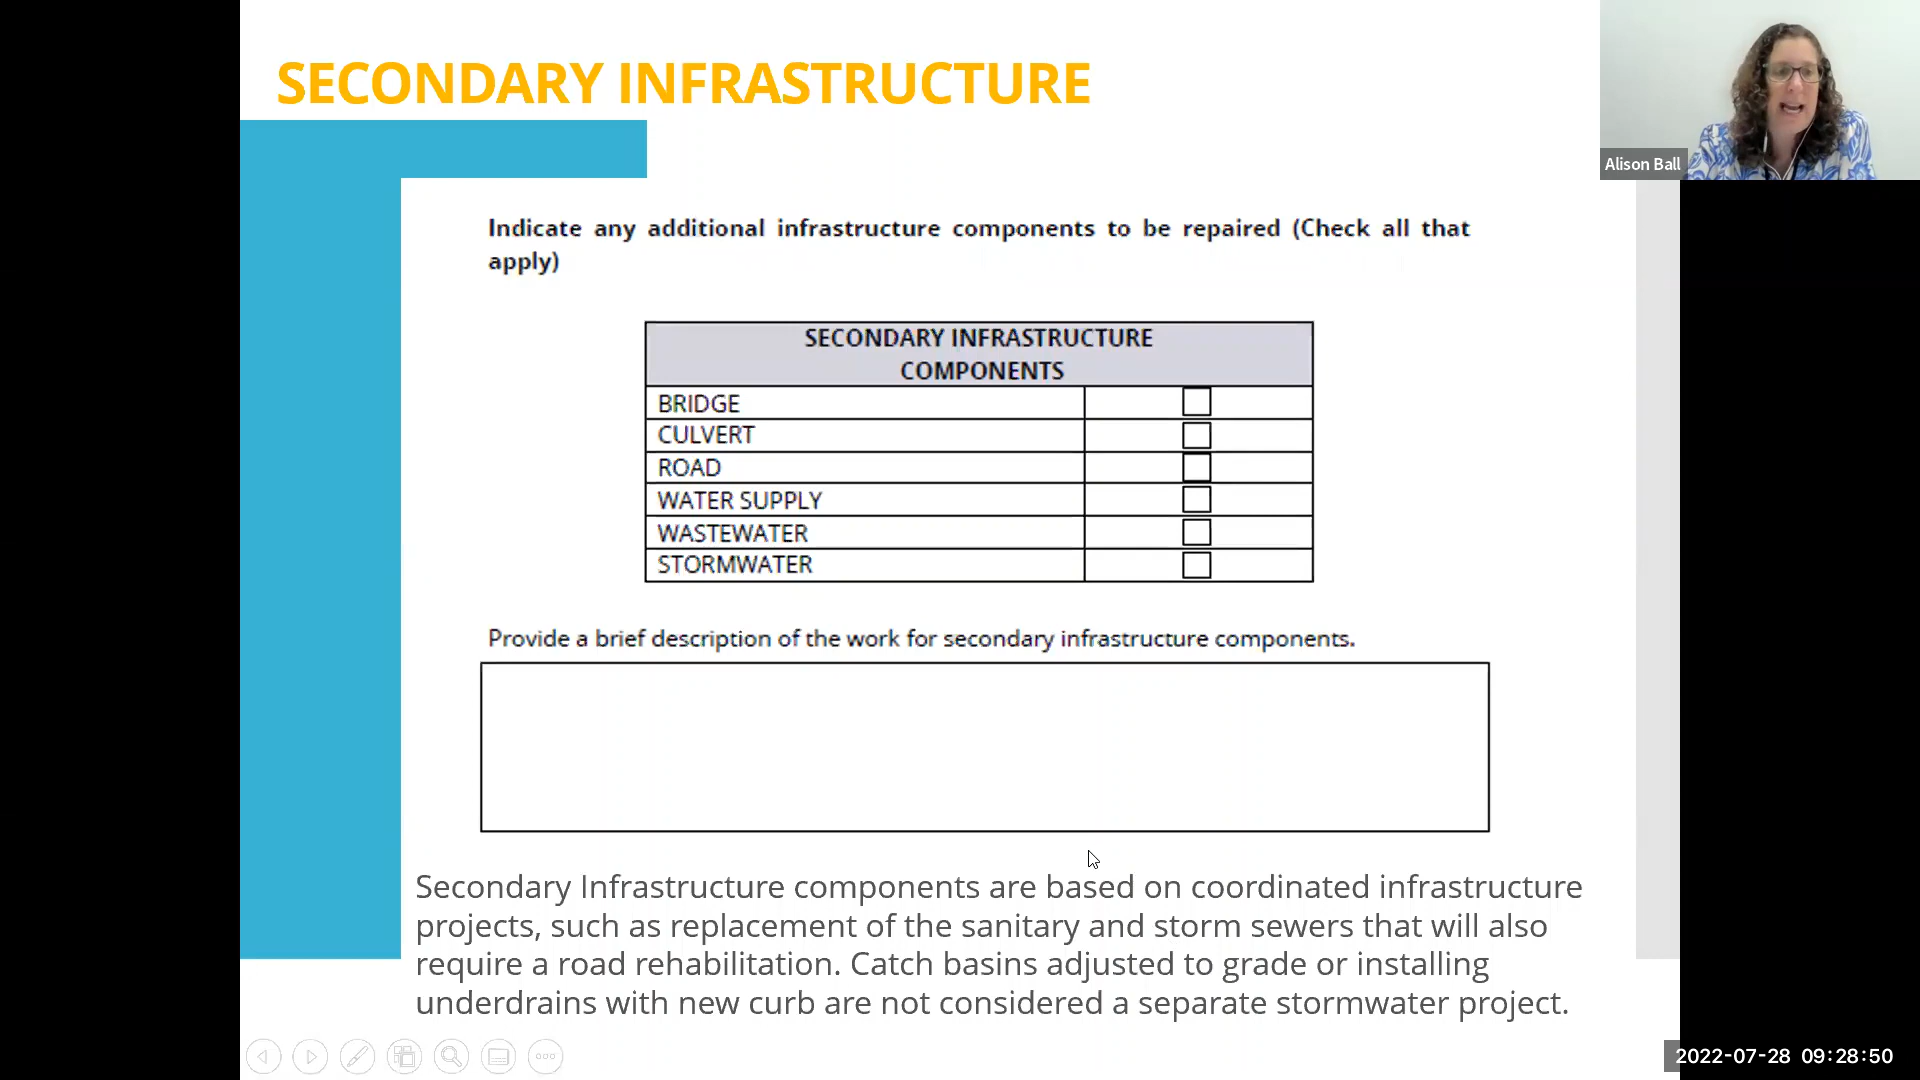 SECONDARY INFRASTRUCTURE
Alison Ball
Indicate any additional infrastructure components to be repaired (Check all that
apply)
SECONDARY INFRASTRUCTURE
COMPONENTS
BRIDGE
CULVERT
ROAD
WATER SUPPLY
WASTEWATER
STORMWATER
Provide a brief description of the work for secondary infrastructure components.
Secondary Infrastructure components are based on coordinated infrastructure
projects, such as replacement of the sanitary and storm sewers that will also
require a road rehabilitation. Catch basins adjusted to grade or installing
underdrains with new curb are not considered a separate stormwater project.
2022-07-28 09:28:50